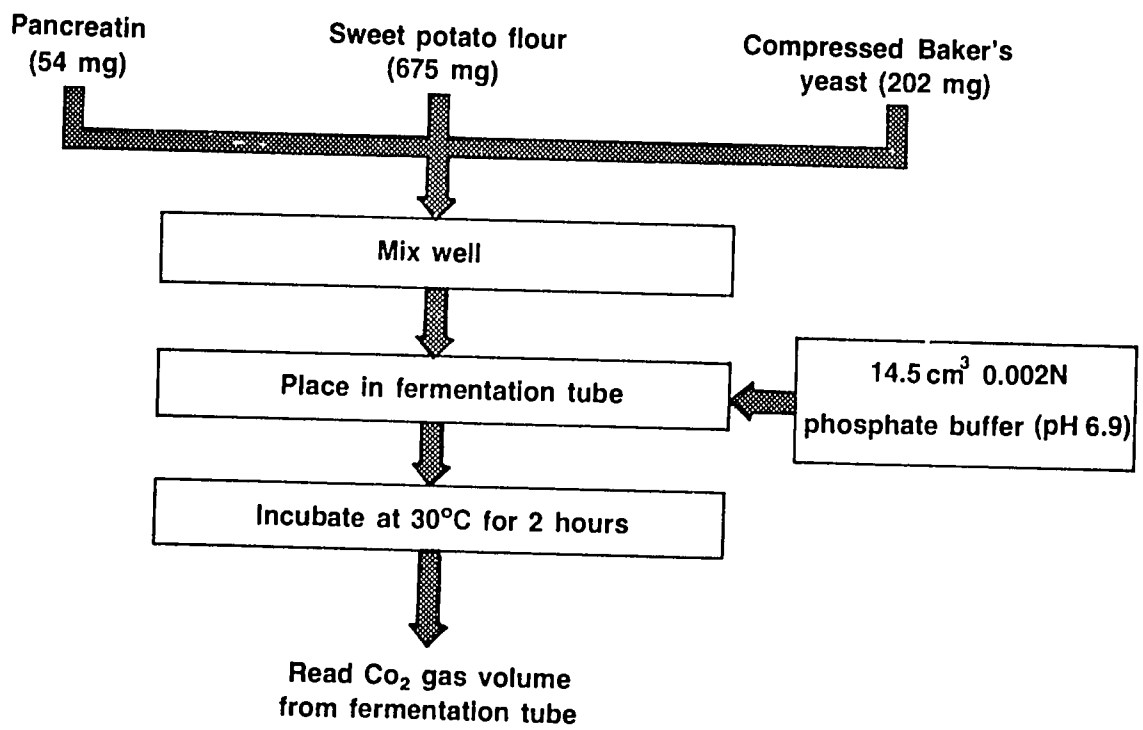 Pancreatin
(54 mg)
Sweet potato flour
(675 mg)
Compressed Baker's
yeast (202 mg)
Mix well
Place in fermentation tube
14.5 cm³ 0.002N
phosphate buffer (pH 6.9)
Incubate at 30°C for 2 hours
Read Co₂ gas volume
from fermentation tube